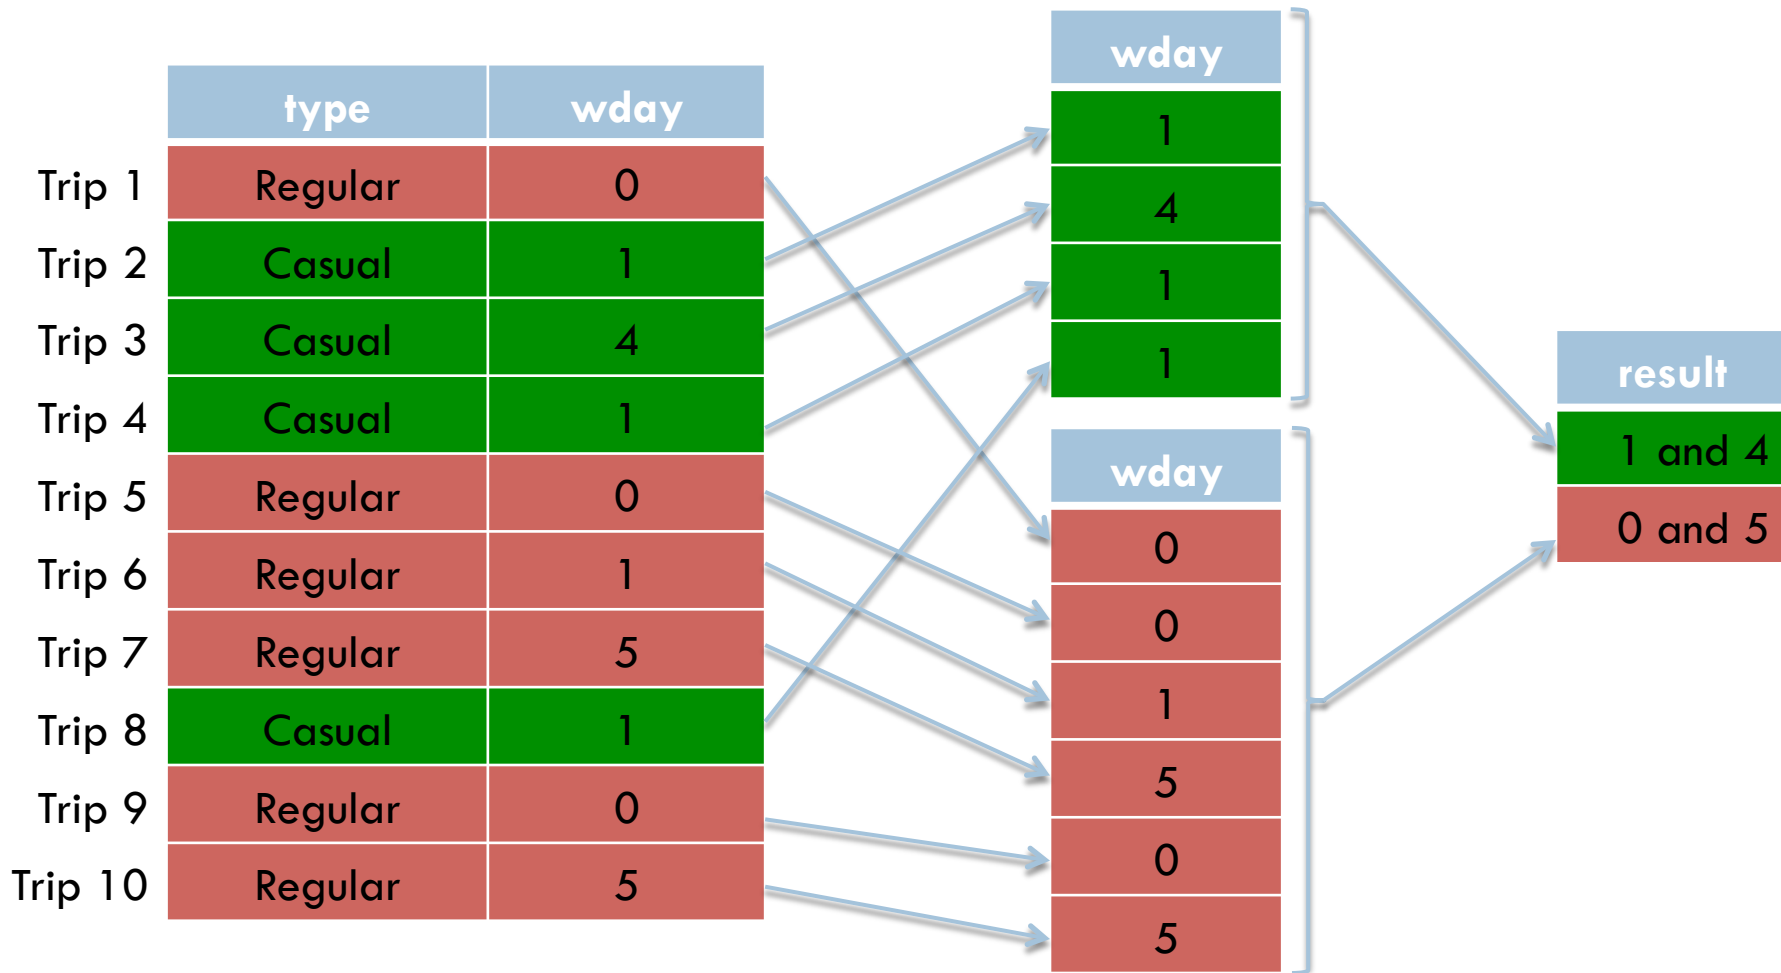 type wday
Trip 1 Regular 0
Trip 2 Casual 1
Trip 3 Casual 4
Trip 4 Casual 1
Trip 5 Regular 0
Trip 6 Regular 1
Trip 7 Regular 5
Trip 8 Casual 1
Trip 9 Regular 0
Trip 10 Regular 5
wday
1
4
1
1
wday
0
0
1
5
0
5
result
1 and 4
0 and 5